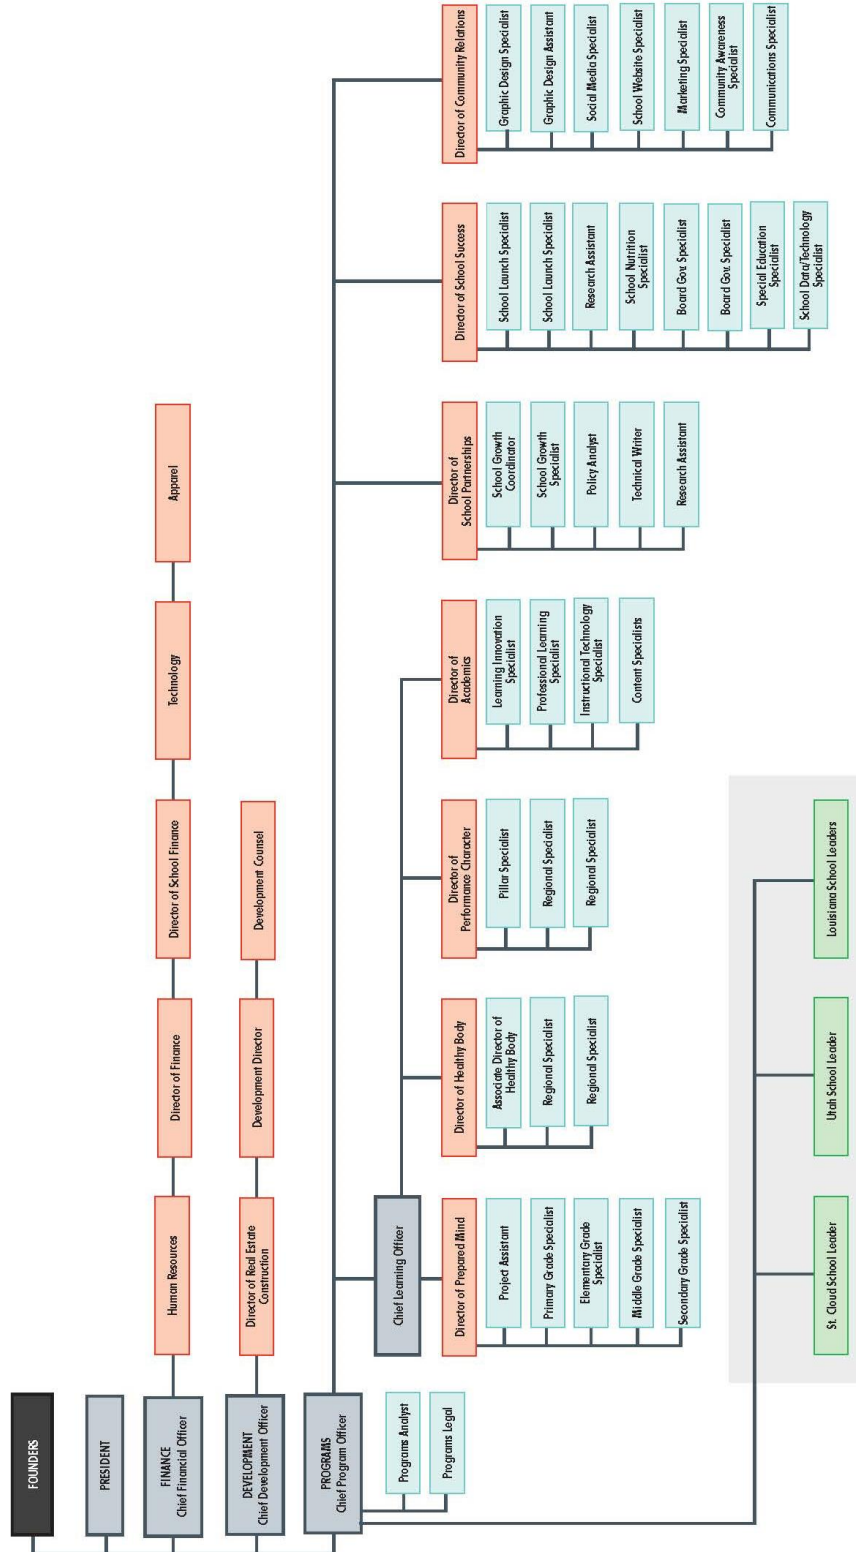 FOUNDERS
PRESIDENT
FINANCE
Chief Financial Officer
Human Resources
Director of Finance
Director of School Finance
Technology
Apparel
DEVELOPMENT
Chief Development Officer
Director of Real Estate
Construction
Development Director
Development Counsel
PROGRAMS
Chief Program Officer
Programs Analyst
Programs Legal
Chief Learning Officer
Director of Prepared Mind
Project Assistant
Primary Grade Specialist
Elementary Grade
Specialist
Middle Grade Specialist
Secondary Grade Specialist
Director of Healthy Body
Associate Director of
Healthy Body
Regional Specialist
Regional Specialist
Director of
Performance Character
Pillar Specialist
Regional Specialist
Regional Specialist
Director of
Academics
Learning Innovation
Specialist
Professional Learning
Specialist
Instructional Technology
Specialist
Content Specialists
Director of
School Partnerships
School Growth
Coordinator
School Growth
Specialist
Policy Analyst
Technical Writer
Research Assistant
Director of School Success
School Launch Specialist
School Launch Specialist
Research Assistant
School Nutrition
Specialist
Board Gov. Specialist
Board Gov. Specialist
Special Education
Specialist
School Data/Technology
Specialist
Director of Community Relations
Graphic Design Specialist
Graphic Design Assistant
Social Media Specialist
School Website Specialist
Marketing Specialist
Community Awareness
Specialist
Communications Specialist
St. Cloud School Leader
Utah School Leader
Louisiana School Leaders